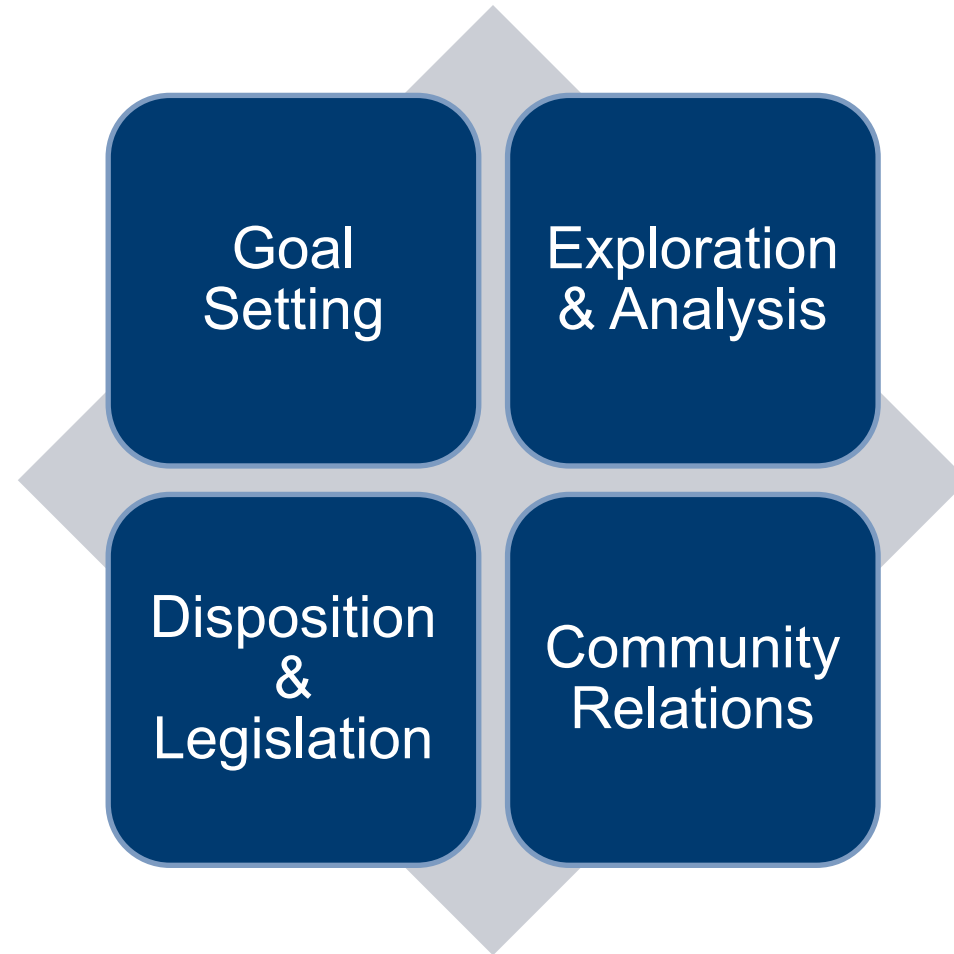 Goal
Setting
Exploration
& Analysis
Disposition
&
Legislation
Community
Relations